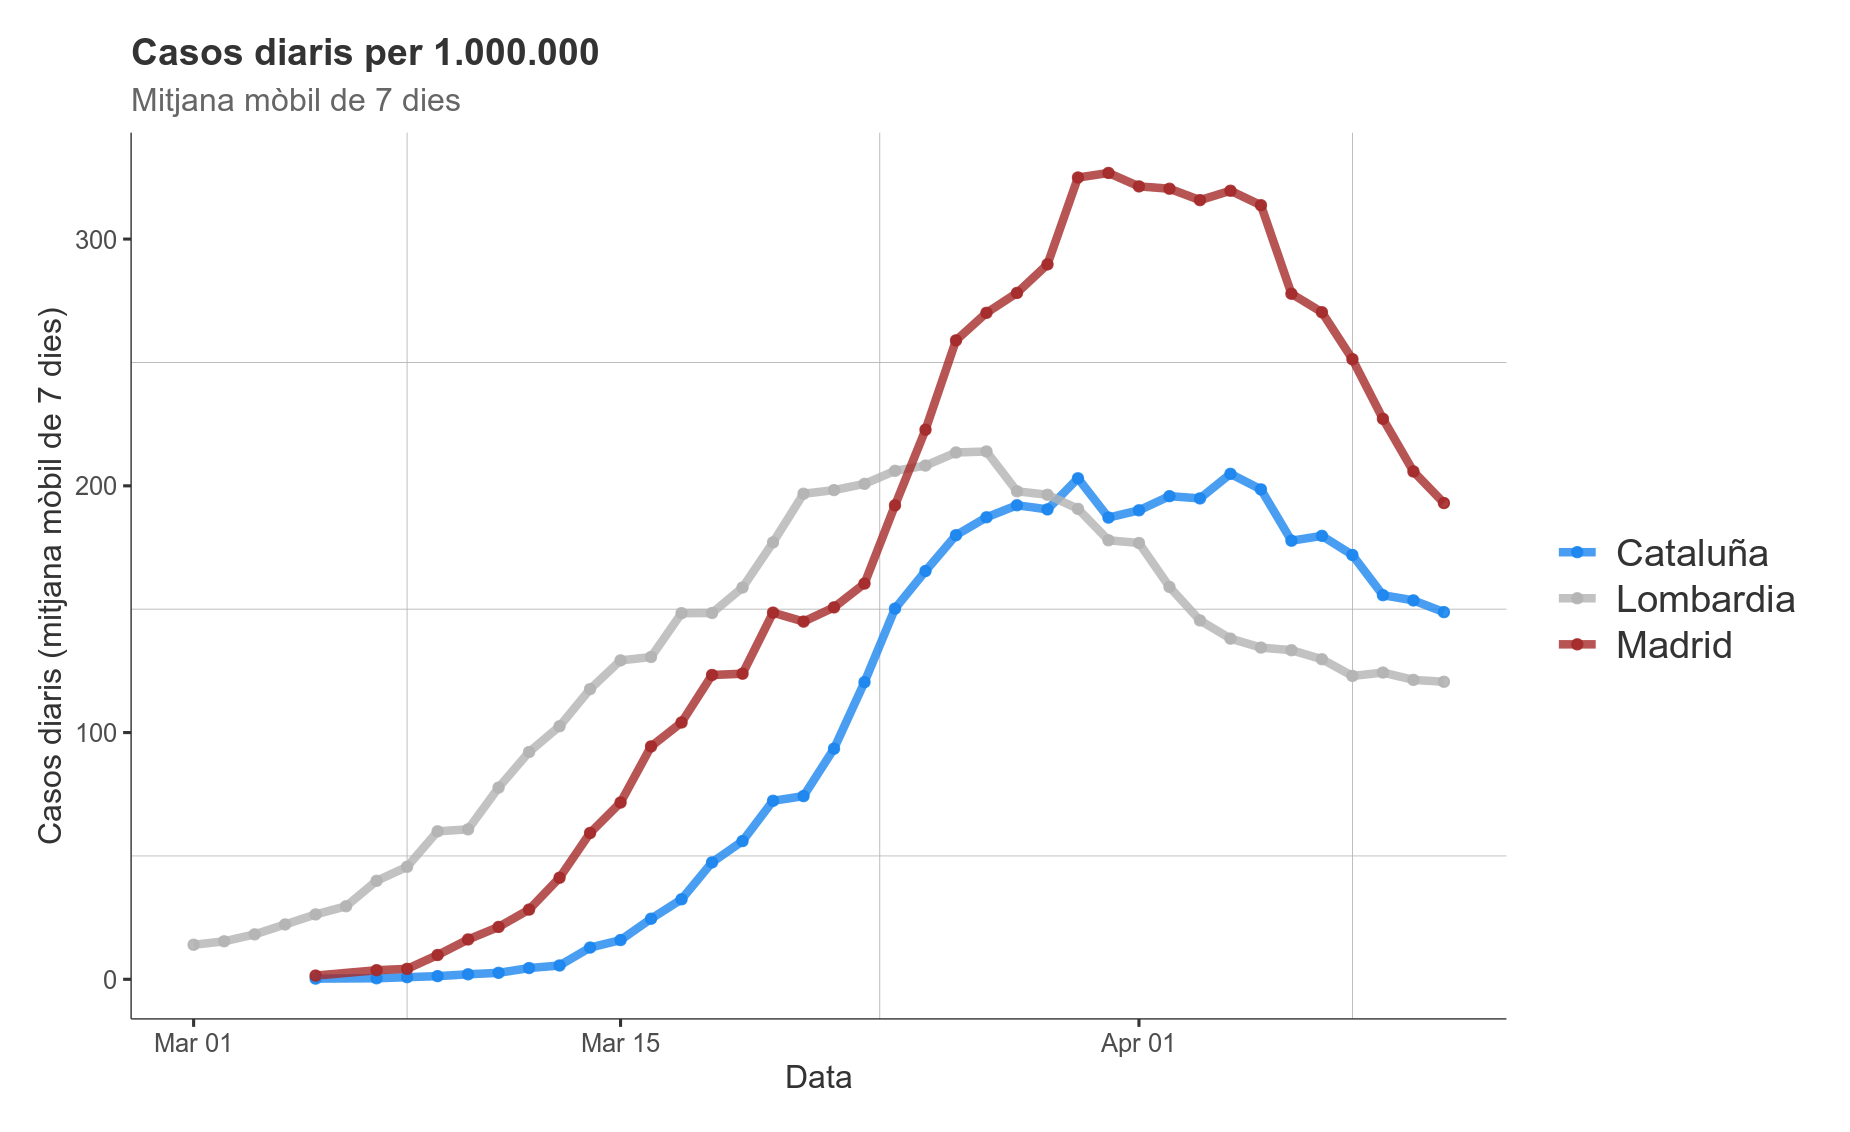 Casos diaris per 1.000.000
Mitjana mòbil de 7 dies
Casos diaris (mitjana mòbil de 7 dies)
300
200
100
0
Mar 01
Mar 15
Apr 01
Data
Cataluña
Lombardia
Madrid